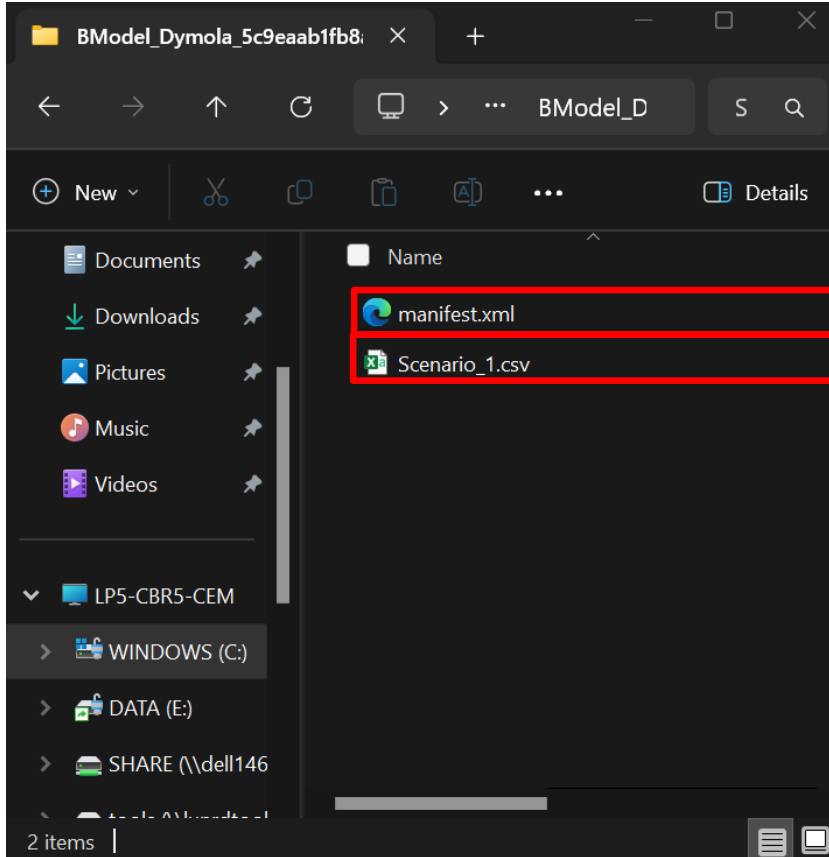 BModel_Dymola_5c9eaab1fb8
BModel_D
S
New
Details
Name
Documents
manifest.xml
Downloads
Scenario_1.csv
Pictures
Music
Videos
LP5-CBR5-CEM
WINDOWS (C:)
DATA (E:)
SHARE (\\dell146
2 items